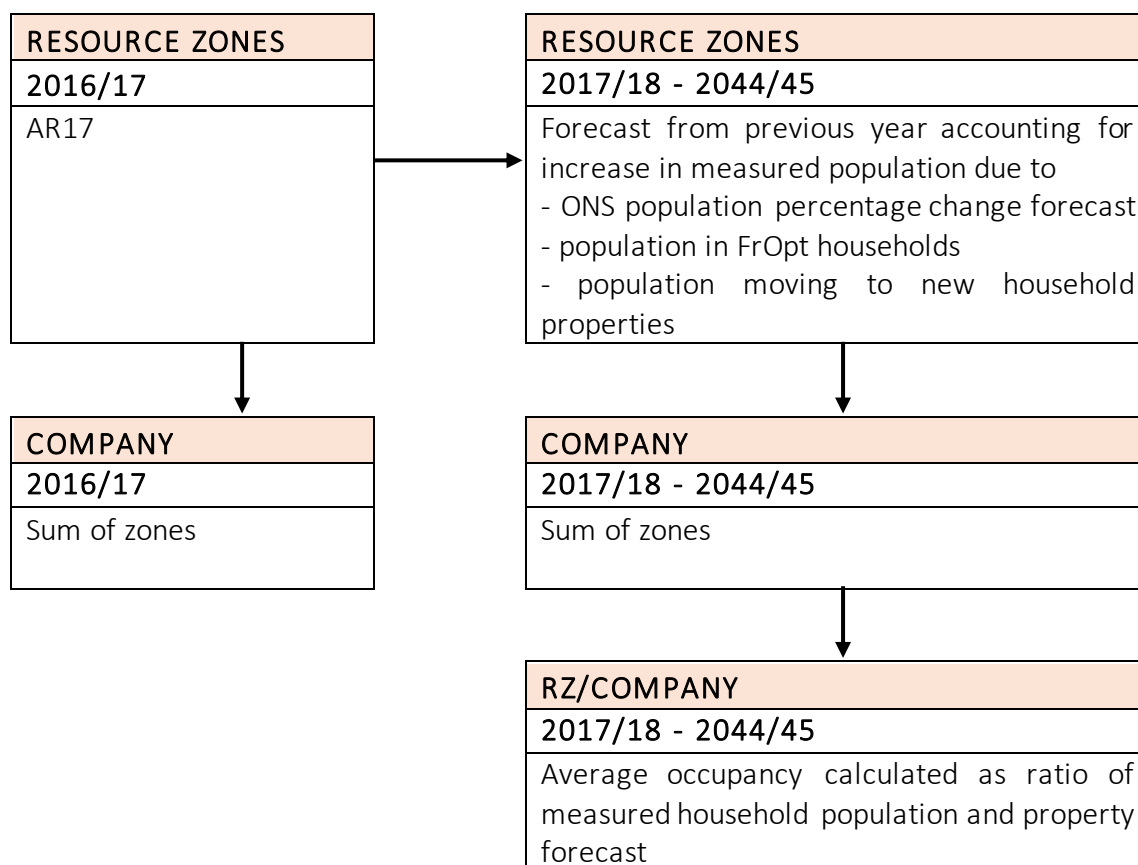 RESOURCE ZONES
2016/17
AR17
RESOURCE ZONES
2017/18 - 2044/45
Forecast from previous year accounting for
increase in measured population due to
- ONS population percentage change forecast
- population in FrOpt households
- population moving to new household
properties
COMPANY
2016/17
Sum of zones
COMPANY
2017/18 - 2044/45
Sum of zones
RZ/COMPANY
2017/18 - 2044/45
Average occupancy calculated as ratio of
measured household population and property
forecast